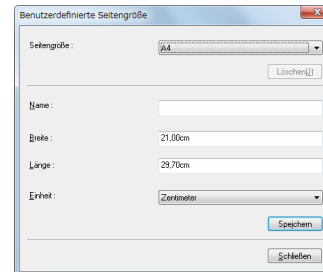 Benutzerdefinierte Seitengröße
Seitengröße :
A4
Löschen(J)
Name :
Breite :
21,00cm
Länge :
29,70cm
Einheit :
Zentimeter
Speichern
Schließen